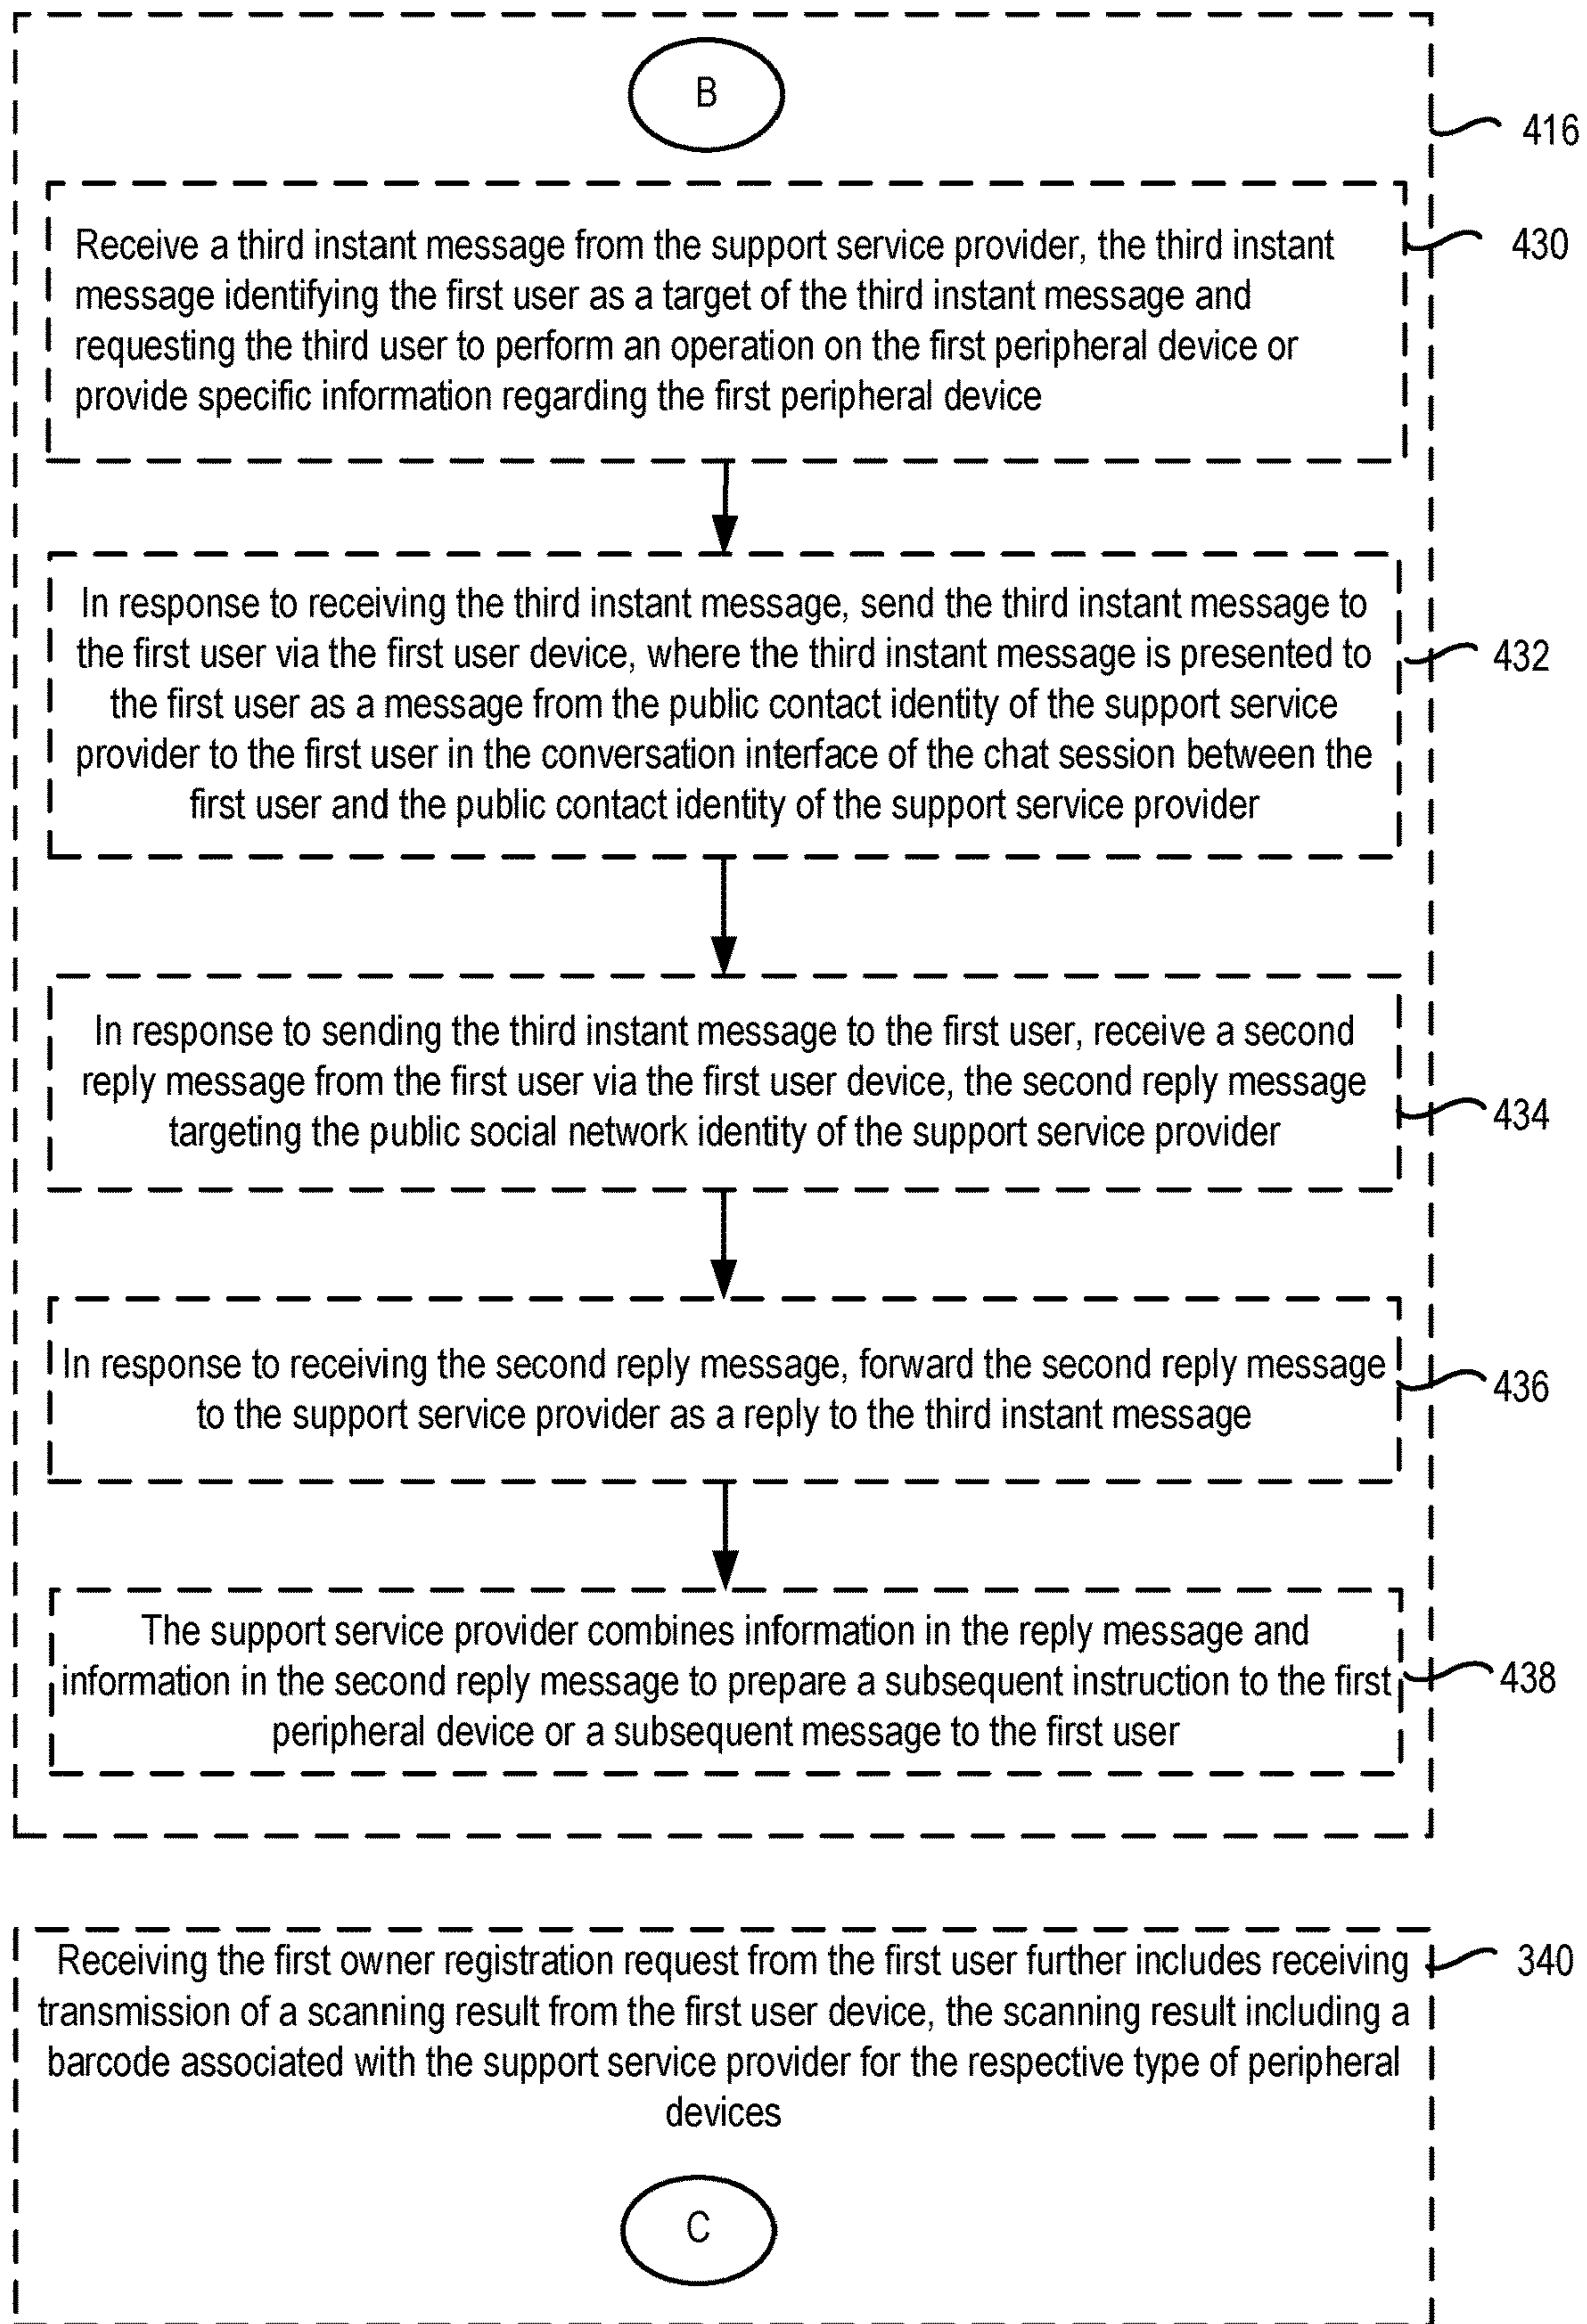 B
416
Receive a third instant message from the support service provider, the third instant
message identifying the first user as a target of the third instant message and
requesting the third user to perform an operation on the first peripheral device or
provide specific information regarding the first peripheral device
430
In response to receiving the third instant message, send the third instant message to
the first user via the first user device, where the third instant message is presented to
the first user as a message from the public contact identity of the support service
provider to the first user in the conversation interface of the chat session between the
first user and the public contact identity of the support service provider
432
In response to sending the third instant message to the first user, receive a second
reply message from the first user via the first user device, the second reply message
targeting the public social network identity of the support service provider
434
In response to receiving the second reply message, forward the second reply message
to the support service provider as a reply to the third instant message
436
The support service provider combines information in the reply message and
information in the second reply message to prepare a subsequent instruction to the first
peripheral device or a subsequent message to the first user
438
Receiving the first owner registration request from the first user further includes receiving
transmission of a scanning result from the first user device, the scanning result including a
barcode associated with the support service provider for the respective type of peripheral
devices
340
C